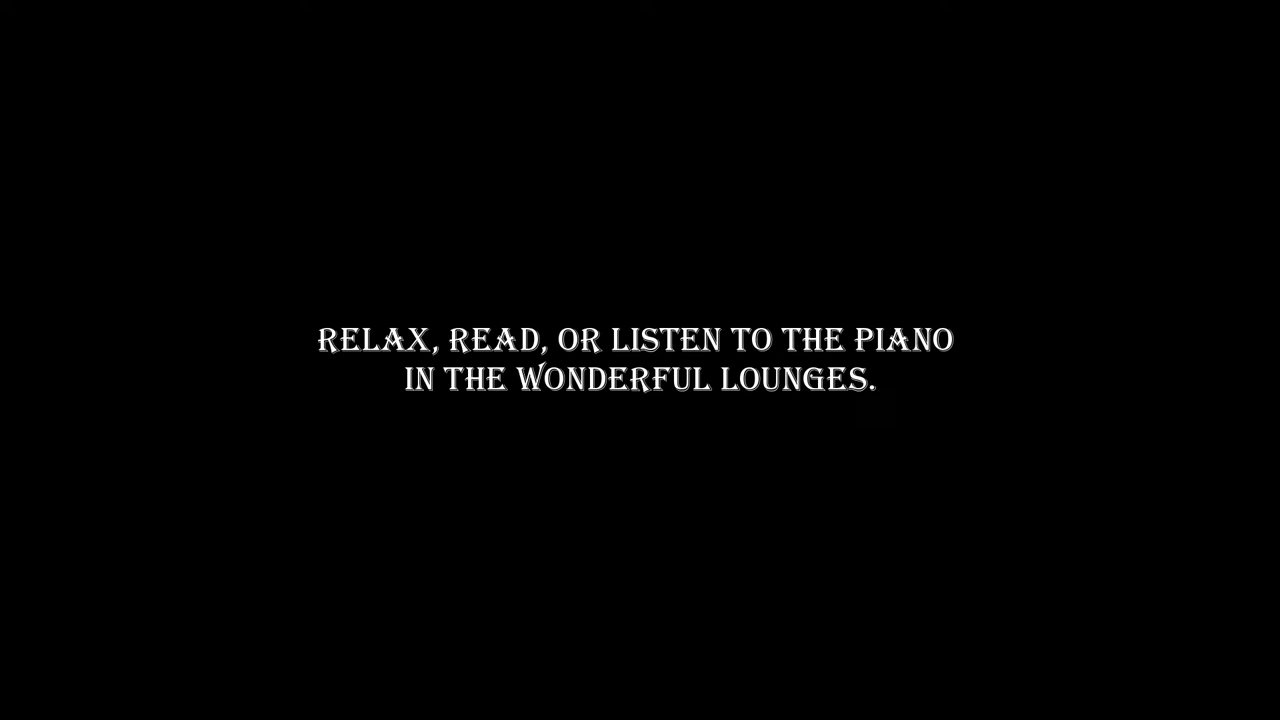 RELAX, READ, OR LISTEN TO THE PIANO
IN THE WONDERFUL LOUNGES.